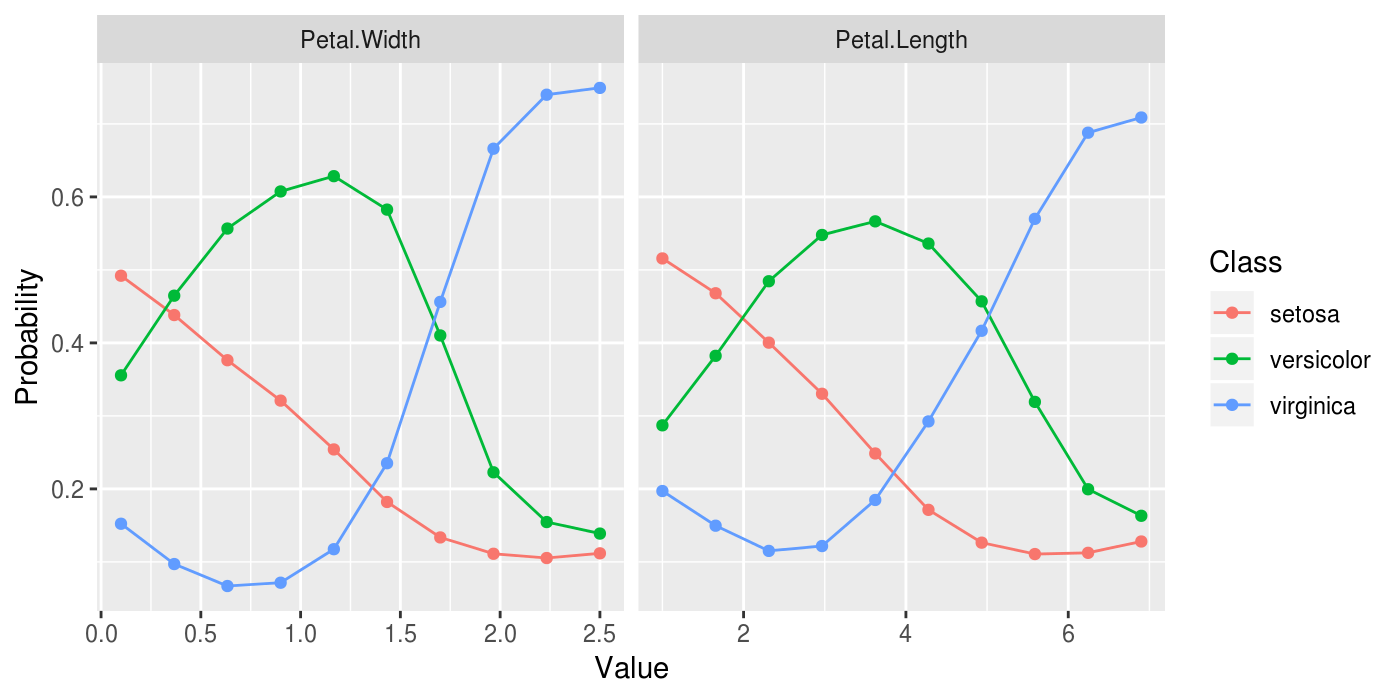 Petal.Width
Petal.Length
Probability
0.6
0.4
0.2
0.0 0.5 1.0 1.5 2.0 2.5
2 4 6
Value
Class
setosa
versicolor
virginica